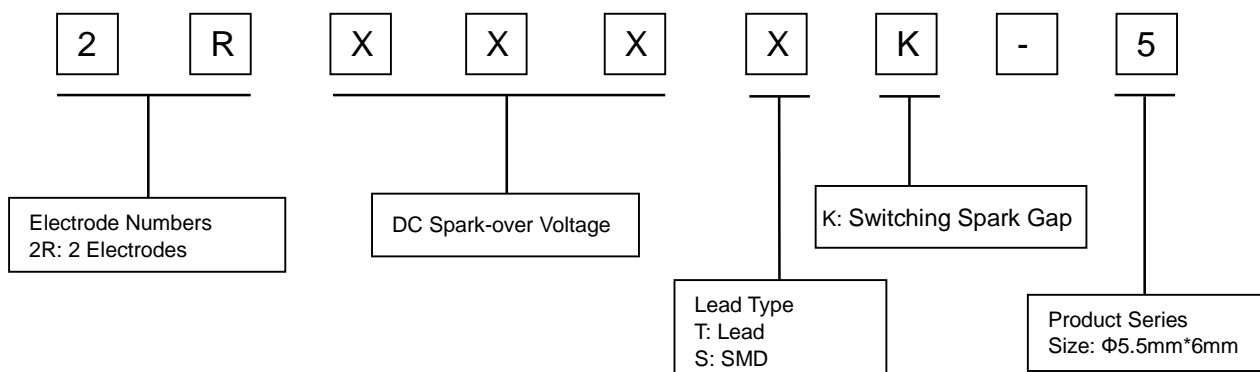 2 R X X X X K - 5
Electrode Numbers
2R: 2 Electrodes
DC Spark-over Voltage
K: Switching Spark Gap
Lead Type
T: Lead
S: SMD
Product Series
Size: Φ5.5mm*6mm